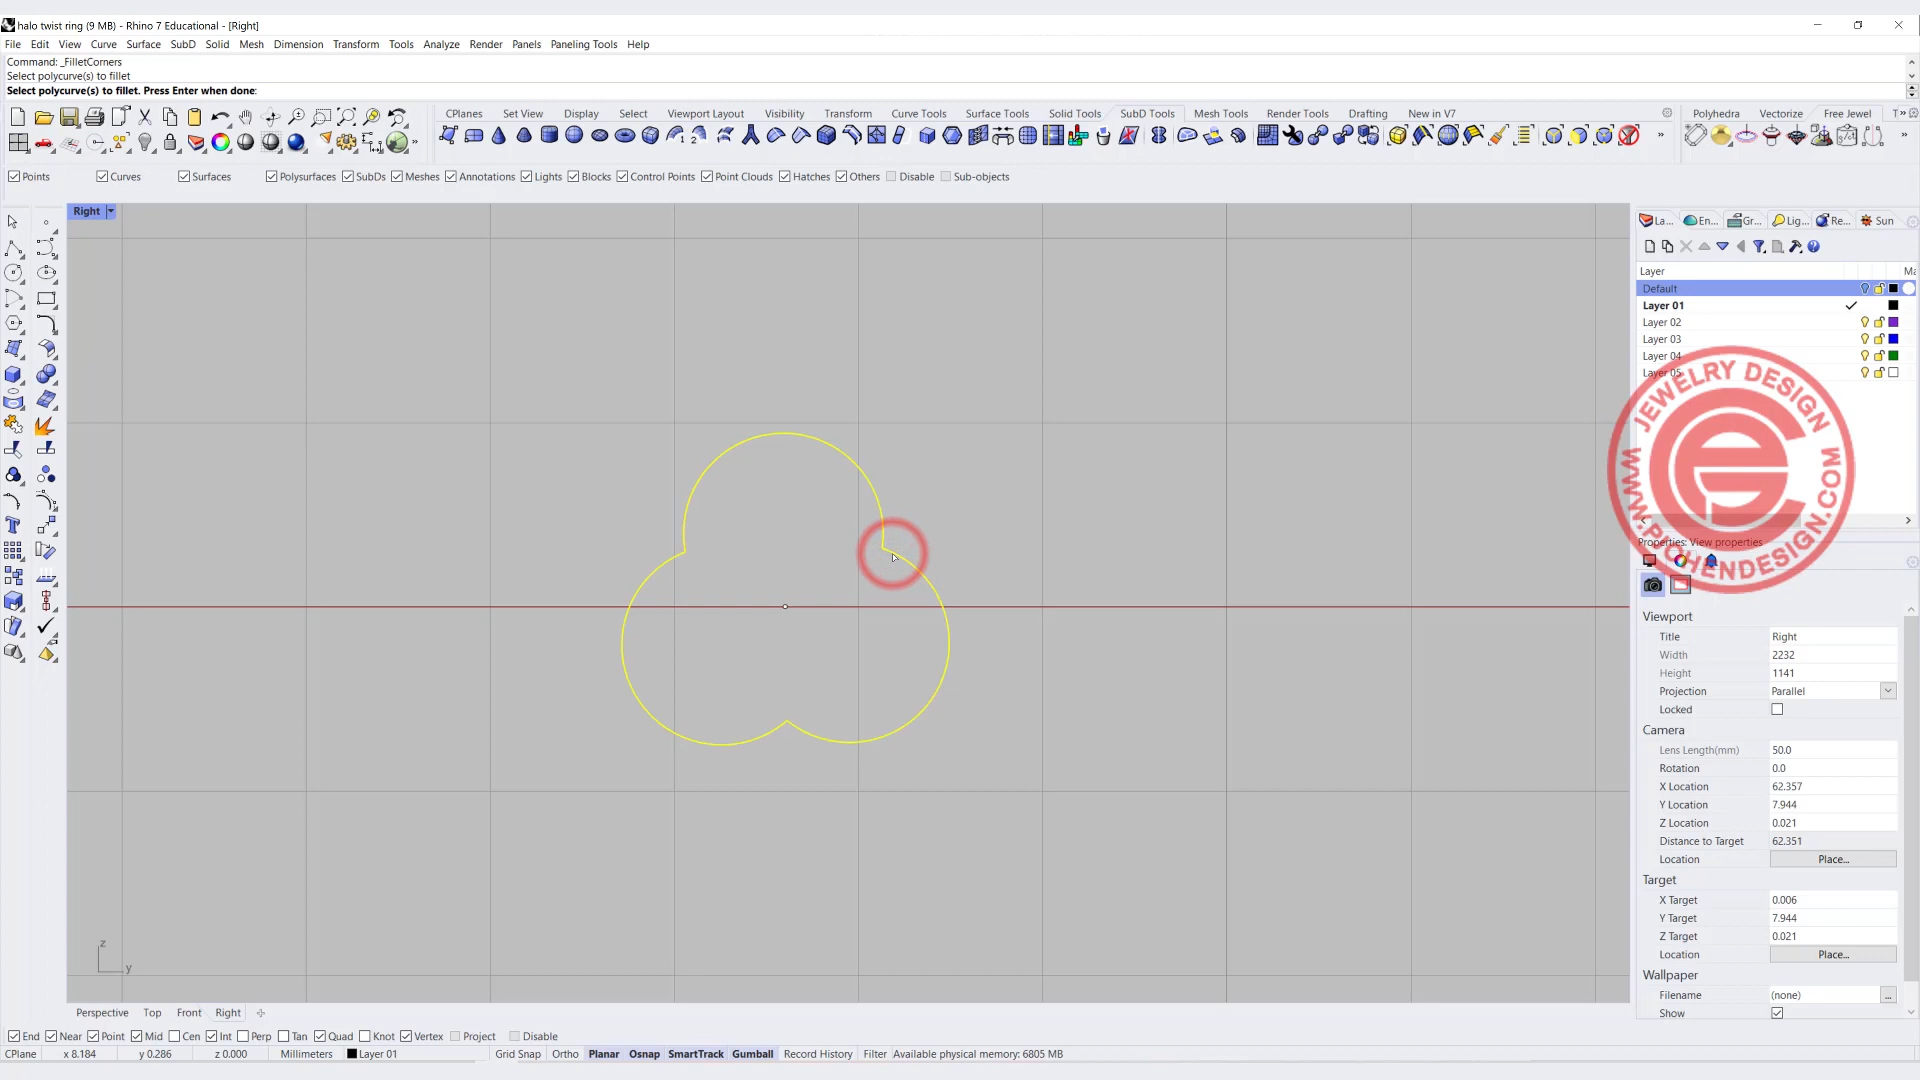 halo twist ring (9 MB) - Rhino 7 Educational - [Right]
File Edit View Curve Surface SubD Solid Mesh Dimension Transform Tools Analyze Render Panels Paneling Tools Help
Command: _FilletCorners
Select polycurve(s) to fillet
Select polycurve(s) to fillet. Press Enter when done:
CPlanes Set View Display Select Viewport Layout Visibility Transform Curve Tools Surface Tools Solid Tools SubD Tools Mesh Tools Render Tools Drafting New in V7 Polyhedra Vectorize Free Jewel T
Points Curves Surfaces Polysurfaces SubDs Meshes Annotations Lights Blocks Control Points Point Clouds Hatches Others Disable Sub-objects
Right
La... En... Gr... Lig... Re... Sun
Layer Ma
Default
Layer 01
Layer 02
Layer 03
Layer 04
Layer 05
JEWELRY DESIGN
WWW.PJCHENDESIGN.COM
Properties: View properties
Viewport
Title Right
Width 2232
Height 1141
Projection Parallel
Locked
Camera
Lens Length(mm) 50.0
Rotation 0.0
X Location 62.357
Y Location 7.944
Z Location 0.021
Distance to Target 62.351
Location Place...
Target
X Target 0.006
Y Target 7.944
Z Target 0.021
Location Place...
Wallpaper
Filename (none) ...
Show
z
y
Perspective Top Front Right
End Near Point Mid Cen Int Perp Tan Quad Knot Vertex Project Disable
CPlane x 8.184 y 0.286 z 0.000 Millimeters Layer 01 Grid Snap Ortho Planar Osnap SmartTrack Gumball Record History Filter Available physical memory: 6805 MB